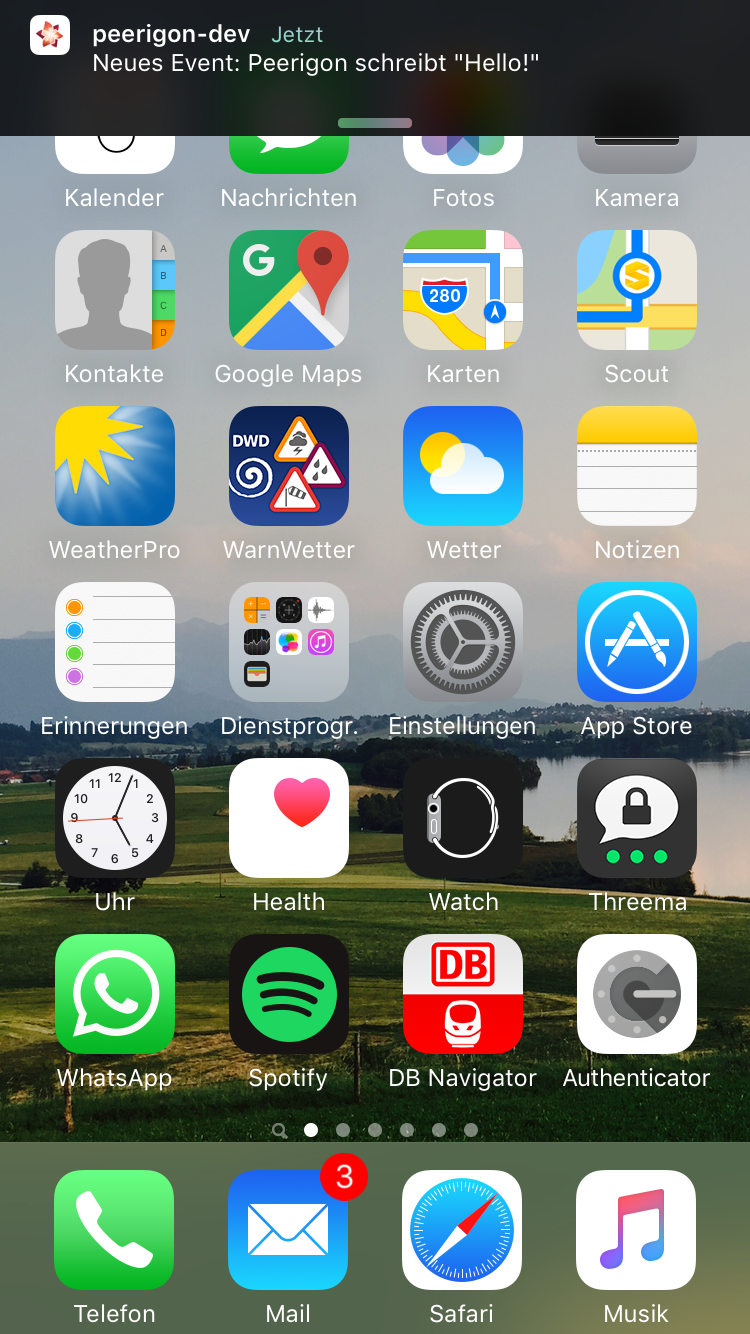 peerigon-dev Jetzt
Neues Event: Peerigon schreibt "Hello!"
Kalender Nachrichten Fotos Kamera
A
B
C
D
G
280
S
Kontakte Google Maps Karten Scout
DWD
WeatherPro WarnWetter Wetter Notizen
Erinnerungen Dienstprogr. Einstellungen App Store
12
11 1
10 2
9 3
8 4
7 5
6
Uhr Health Watch Threema
DB
WhatsApp Spotify DB Navigator Authenticator
3
Telefon Mail Safari Musik